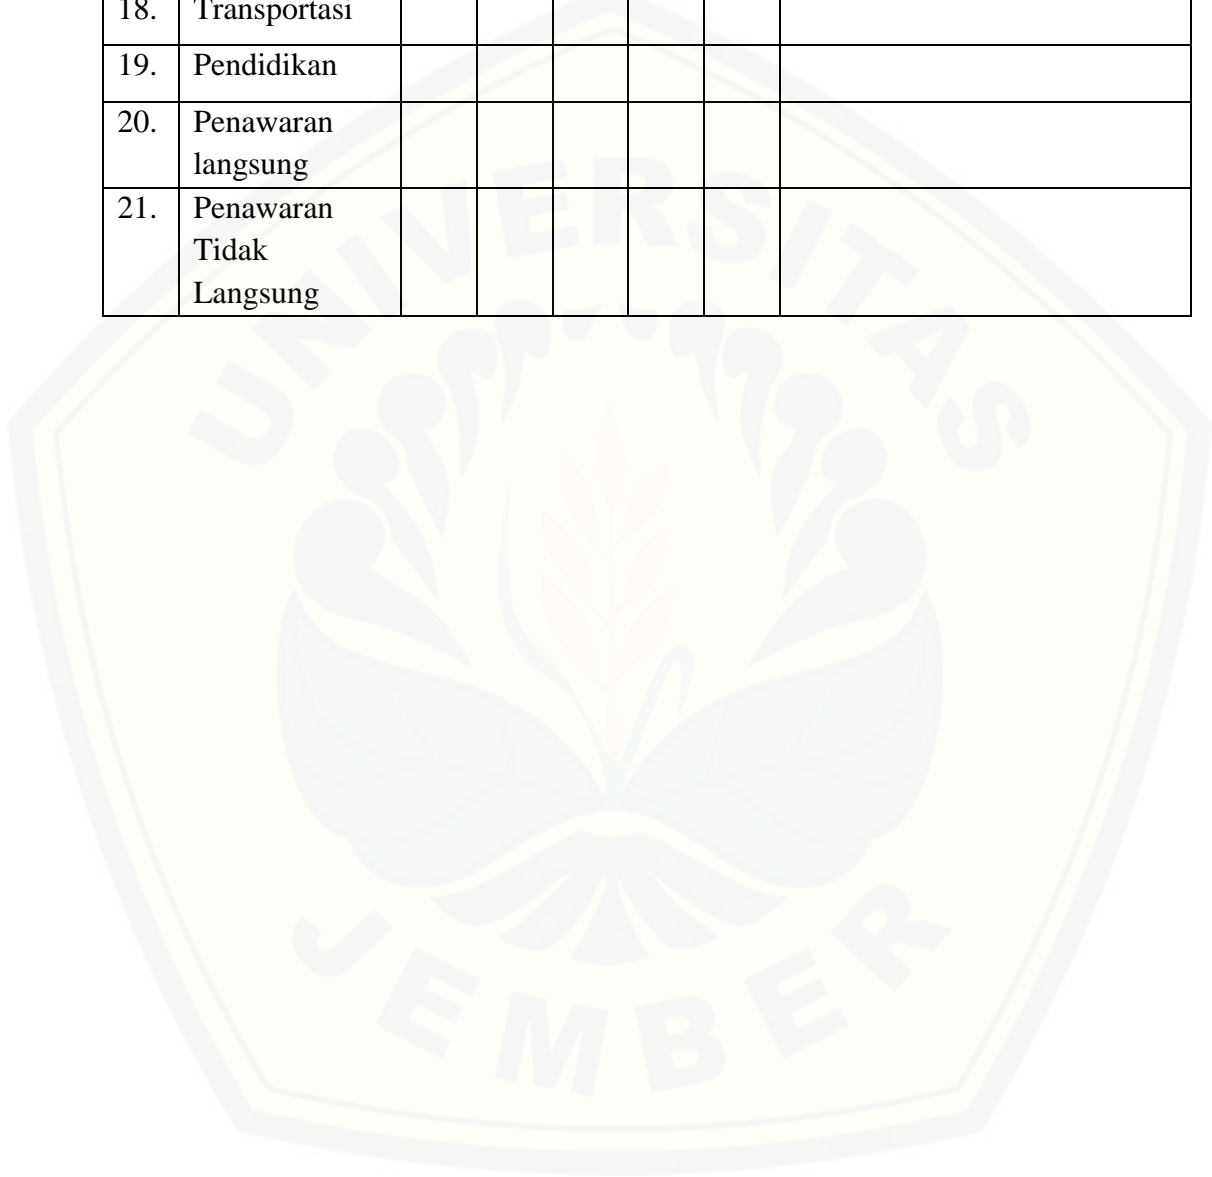 18. Transportasi
19. Pendidikan
20. Penawaran
langsung
21. Penawaran
Tidak
Langsung
UNIVERSITAS
JEMBER